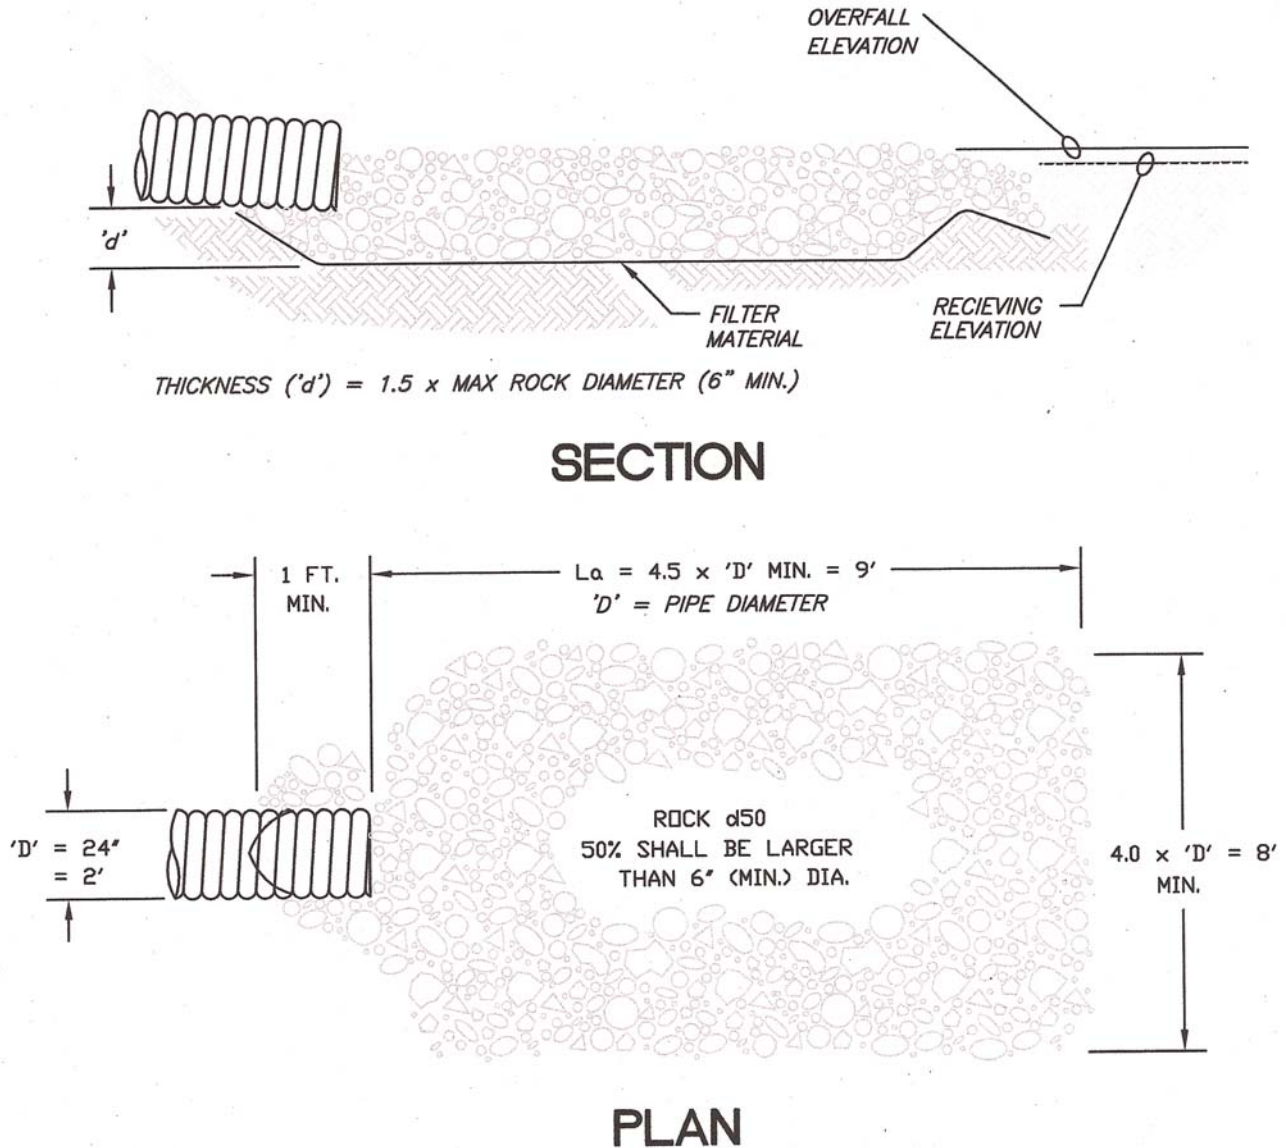 OVERFALL
ELEVATION
'd'
FILTER
MATERIAL
RECIEVING
ELEVATION
THICKNESS ('d') = 1.5 x MAX ROCK DIAMETER (6" MIN.)
SECTION
1 FT.
MIN.
La = 4.5 x 'D' MIN. = 9'
'D' = PIPE DIAMETER
'D' = 24"
= 2'
ROCK d50
50% SHALL BE LARGER
THAN 6" (MIN.) DIA.
4.0 x 'D' = 8'
MIN.
PLAN